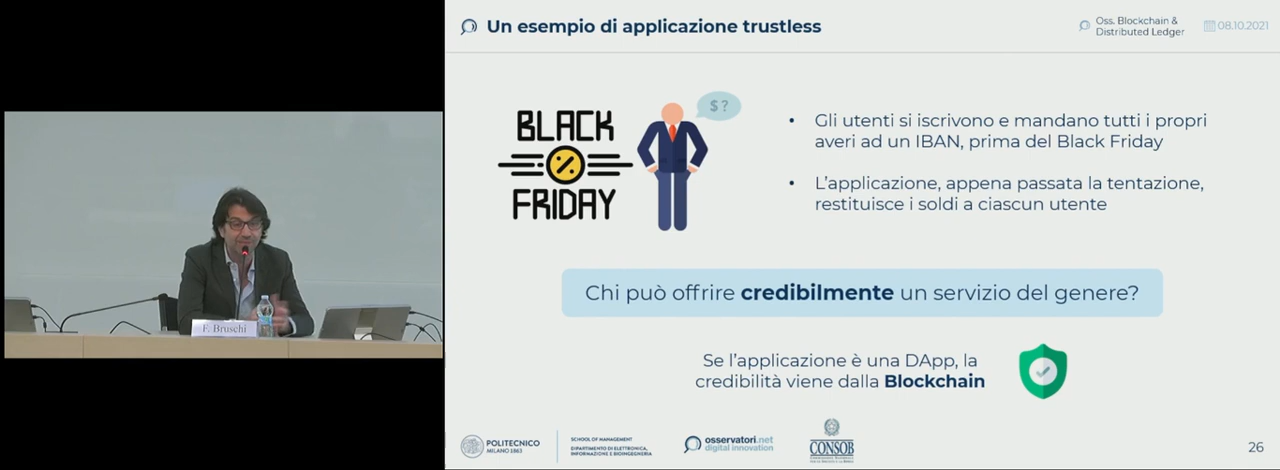 Un esempio di applicazione trustless
Oss. Blockchain &
Distributed Ledger
08.10.2021
BLACK
FRIDAY
$ ?
• Gli utenti si iscrivono e mandano tutti i propri
averi ad un IBAN, prima del Black Friday
• L'applicazione, appena passata la tentazione,
restituisce i soldi a ciascun utente
Chi può offrire credibilmente un servizio del genere?
Se l'applicazione è una DApp, la
credibilità viene dalla Blockchain
F. Bruschi
POLITECNICO
MILANO 1863
SCHOOL OF MANAGEMENT
DIPARTIMENTO DI ELETTRONICA,
INFORMAZIONE E BIOINGEGNERIA
osservatori.net
digital innovation
CONSOB
26